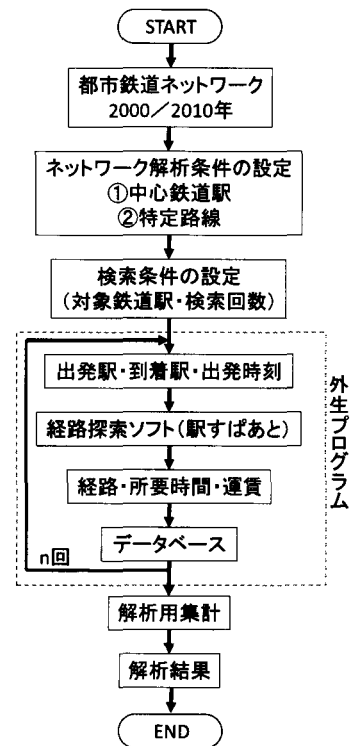 START
都市鉄道ネットワーク
2000／2010年
ネットワーク解析条件の設定
①中心鉄道駅
②特定路線
検索条件の設定
(対象鉄道駅・検索回数)
出発駅・到着駅・出発時刻
経路探索ソフト(駅すぱあと)
経路・所要時間・運賃
データベース
n回
外生プログラム
解析用集計
解析結果
END